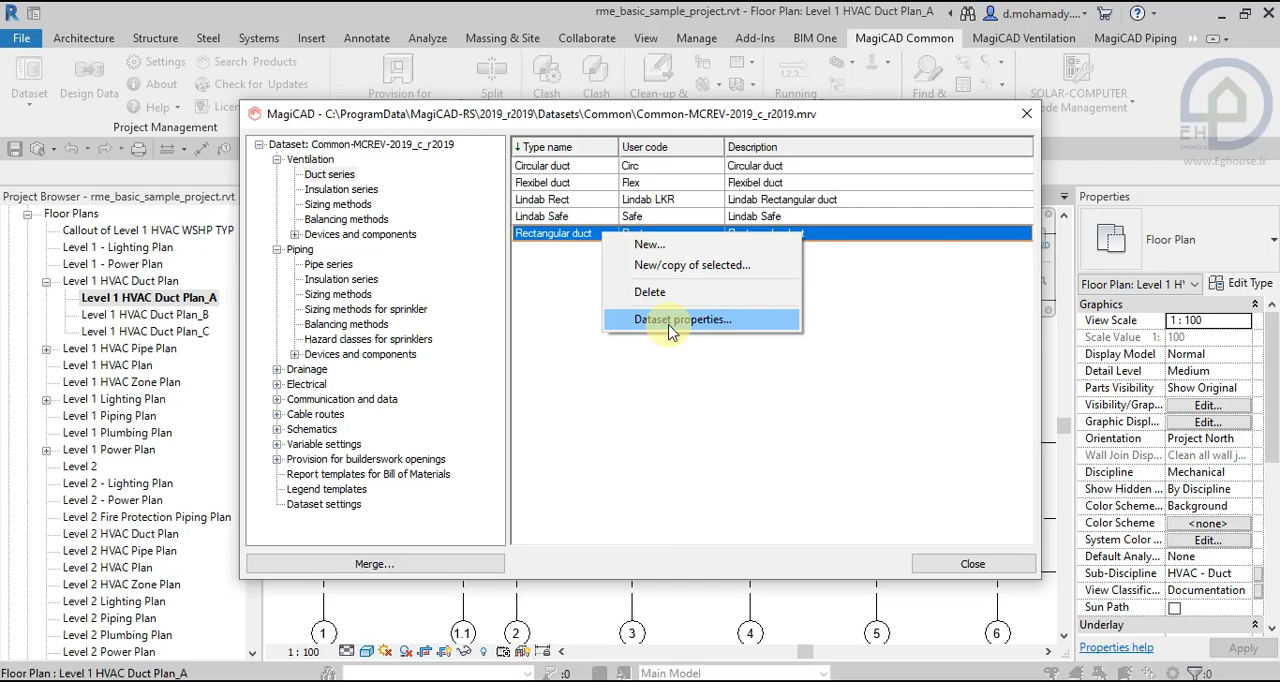 rme_basic_sample_project.rvt - Floor Plan: Level 1 HVAC Duct Plan_A
d.mohamady....
File
Architecture
Structure
Steel
Systems
Insert
Annotate
Analyze
Massing & Site
Collaborate
View
Manage
Add-Ins
BIM One
MagiCAD Common
MagiCAD Ventilation
MagiCAD Piping
Dataset
Design Data
Settings
About
Help
Search Products
Check for Updates
Provision for
Split
Clash
Clash
Clean-up &
Running
Find &
SOLAR-COMPUTER
Project Management
EH
www.Eghouse.ir
Project Browser - rme_basic_sample_project.rvt
Floor Plans
Callout of Level 1 HVAC WSHP TYP
Level 1 - Lighting Plan
Level 1 - Power Plan
Level 1 HVAC Duct Plan
Level 1 HVAC Duct Plan_A
Level 1 HVAC Duct Plan_B
Level 1 HVAC Duct Plan_C
Level 1 HVAC Pipe Plan
Level 1 HVAC Plan
Level 1 HVAC Zone Plan
Level 1 Lighting Plan
Level 1 Piping Plan
Level 1 Plumbing Plan
Level 1 Power Plan
Level 2
Level 2 - Lighting Plan
Level 2 - Power Plan
Level 2 Fire Protection Piping Plan
Level 2 HVAC Duct Plan
Level 2 HVAC Pipe Plan
Level 2 HVAC Plan
Level 2 HVAC Zone Plan
Level 2 Lighting Plan
Level 2 Piping Plan
Level 2 Plumbing Plan
Level 2 Power Plan
MagiCAD - C:\ProgramData\MagiCAD-RS\2019_r2019\Datasets\Common\Common-MCREV-2019_c_r2019.mrv
Dataset: Common-MCREV-2019_c_r2019
Ventilation
Duct series
Insulation series
Sizing methods
Balancing methods
Devices and components
Piping
Pipe series
Insulation series
Sizing methods
Sizing methods for sprinkler
Balancing methods
Hazard classes for sprinklers
Devices and components
Drainage
Electrical
Communication and data
Cable routes
Schematics
Variable settings
Provision for builderswork openings
Report templates for Bill of Materials
Legend templates
Dataset settings
Merge...
↓ Type name User code Description
Circular duct Circ Circular duct
Flexibel duct Flex Flexibel duct
Lindab Rect Lindab LKR Lindab Rectangular duct
Lindab Safe Safe Lindab Safe
Rectangular duct
New...
New/copy of selected...
Delete
Dataset properties...
Close
1 1.1 2 3 4 5 6
1 : 100
Properties
Floor Plan
Floor Plan: Level 1 H
Edit Type
Graphics
View Scale 1 : 100
Scale Value 1: 100
Display Model Normal
Detail Level Medium
Parts Visibility Show Original
Visibility/Grap... Edit...
Graphic Displ... Edit...
Orientation Project North
Wall Join Disp... Clean all wall j...
Discipline Mechanical
Show Hidden ... By Discipline
Color Scheme ... Background
Color Scheme <none>
System Color ... Edit...
Default Analy... None
Sub-Discipline HVAC - Duct
View Classific... Documentation
Sun Path
Underlay
Properties help
Apply
Floor Plan : Level 1 HVAC Duct Plan_A
:0
Main Model
:0